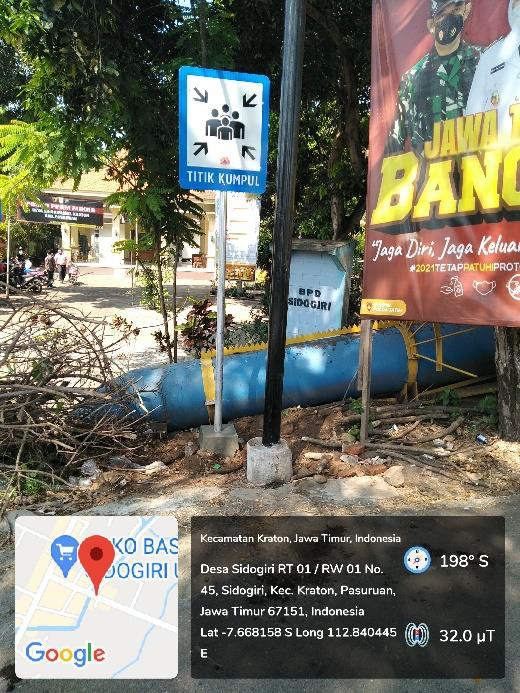 TITIK KUMPUL
BPD
SIDOGIRI
JAWA
BANG
"Jaga Diri, Jaga Keluar
#2021TETAPPATUHIPROT
KO BAS
DOGIRI U
Google
Kecamatan Kraton, Jawa Timur, Indonesia
Desa Sidogiri RT 01 / RW 01 No.
45, Sidogiri, Kec. Kraton, Pasuruan,
Jawa Timur 67151, Indonesia
Lat -7.668158 S Long 112.840445
E
198° S
32.0 µT